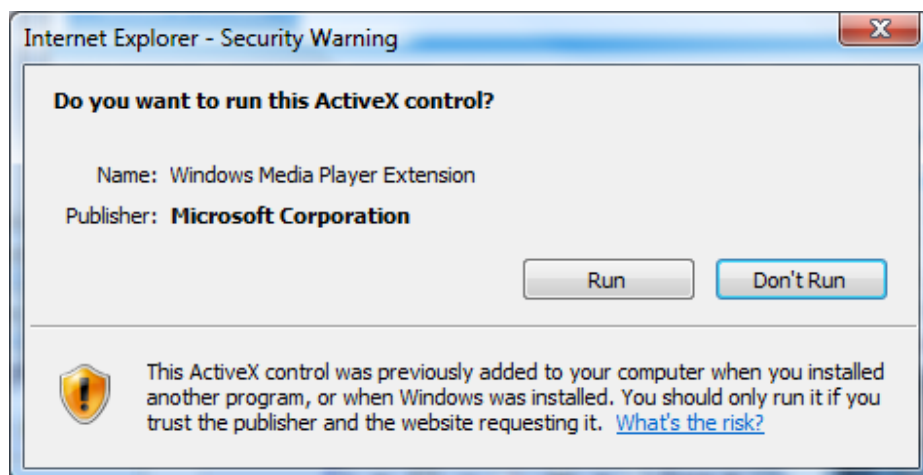 Internet Explorer - Security Warning
Do you want to run this ActiveX control?
Name: Windows Media Player Extension
Publisher: Microsoft Corporation
Run Don't Run
This ActiveX control was previously added to your computer when you installed
another program, or when Windows was installed. You should only run it if you
trust the publisher and the website requesting it. What's the risk?